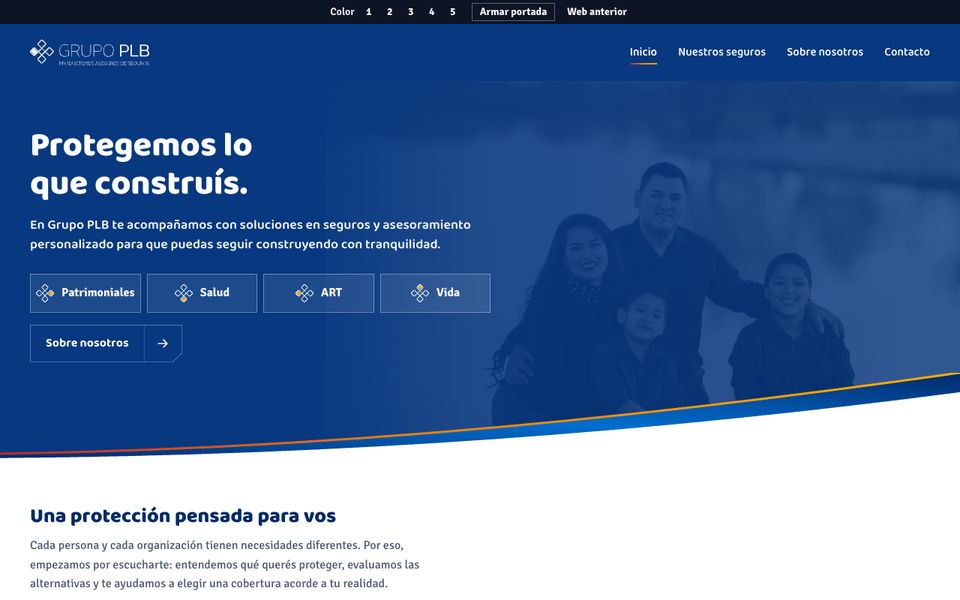 Color 1 2 3 4 5 Armar portada Web anterior
GRUPO PLB
PRODUCTORES ASESORES DE SEGUROS
Inicio Nuestros seguros Sobre nosotros Contacto
Protegemos lo
que construís.
En Grupo PLB te acompañamos con soluciones en seguros y asesoramiento
personalizado para que puedas seguir construyendo con tranquilidad.
Patrimoniales Salud ART Vida
Sobre nosotros
Una protección pensada para vos
Cada persona y cada organización tienen necesidades diferentes. Por eso,
empezamos por escucharte: entendemos qué querés proteger, evaluamos las
alternativas y te ayudamos a elegir una cobertura acorde a tu realidad.